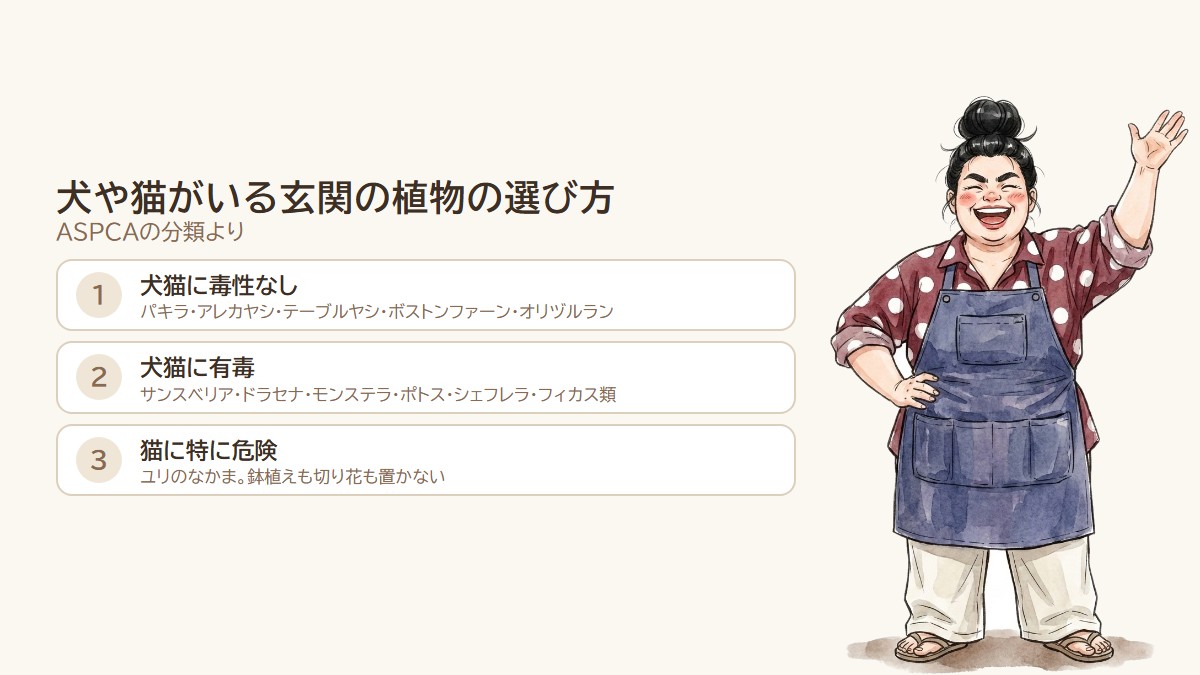 犬や猫がいる玄関の植物の選び方
ASPCAの分類より
1
犬猫に毒性なし
パキラ・アレカヤシ・テーブルヤシ・ボストンファーン・オリヅルラン
2
犬猫に有毒
サンスベリア・ドラセナ・モンステラ・ポトス・シェフレラ・フィカス類
3
猫に特に危険
ユリのなかま。鉢植えも切り花も置かない